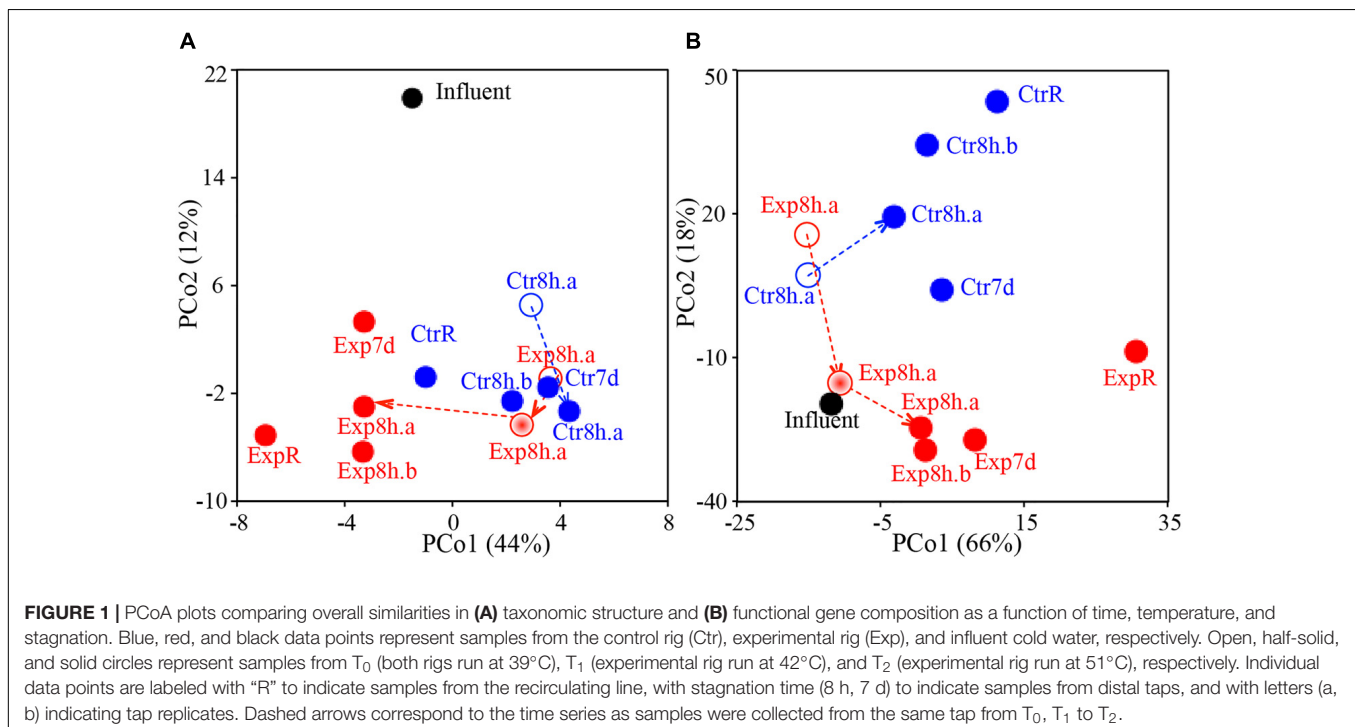 A
22
14
6
-2
-10
PCo2 (12%)
-8
-4
0
4
8
PCo1 (44%)
Influent
Ctr8h.a
Exp7d
CtrR
Exp8h.a
Ctr8h.b
Ctr7d
Exp8h.a
Ctr8h.a
ExpR
Exp8h.b
Exp8h.a
B
50
20
-10
-40
PCo2 (18%)
-25
-5
15
35
PCo1 (66%)
CtrR
Ctr8h.b
Exp8h.a
Ctr8h.a
Ctr8h.a
Ctr7d
Exp8h.a
ExpR
Influent
Exp8h.a
Exp8h.b
Exp7d
FIGURE 1 | PCoA plots comparing overall similarities in (A) taxonomic structure and (B) functional gene composition as a function of time, temperature, and
stagnation. Blue, red, and black data points represent samples from the control rig (Ctr), experimental rig (Exp), and influent cold water, respectively. Open, half-solid,
and solid circles represent samples from T₀ (both rigs run at 39°C), T₁ (experimental rig run at 42°C), and T₂ (experimental rig run at 51°C), respectively. Individual
data points are labeled with “R” to indicate samples from the recirculating line, with stagnation time (8 h, 7 d) to indicate samples from distal taps, and with letters (a,
b) indicating tap replicates. Dashed arrows correspond to the time series as samples were collected from the same tap from T₀, T₁ to T₂.